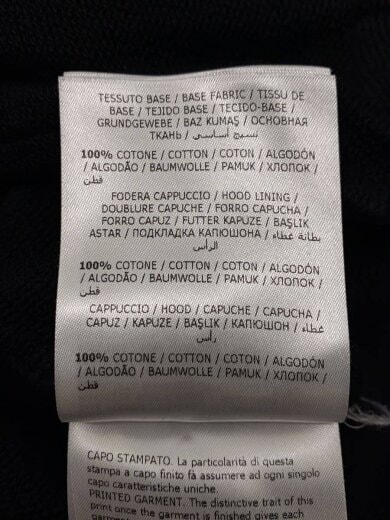 TESSUTO BASE / BASE FABRIC / TISSU DE
BASE / TEJIDO BASE / TECIDO-BASE /
GRUNDGEWEBE / BAZ KUMAŞ / ОСНОВНАЯ
ТКАНЬ / نسيج أساسي /
100% COTONE / COTTON / COTON / ALGODÓN
/ ALGODÃO / BAUMWOLLE / PAMUK / ХЛОПОК /
قطن
FODERA CAPPUCCIO / HOOD LINING /
DOUBLURE CAPUCHE / FORRO CAPUCHA /
FORRO CAPUZ / FUTTER KAPUZE / BAŞLIK
ASTAR / ПОДКЛАДКА КАПЮШОНА / بطانة غطاء
الرأس
100% COTONE / COTTON / COTON / ALGODÓN
/ ALGODÃO / BAUMWOLLE / PAMUK / ХЛОПОК /
قطن
CAPPUCCIO / HOOD / CAPUCHE / CAPUCHA /
CAPUZ / KAPUZE / BAŞLIK / КАПЮШОН / غطاء
رأس
100% COTONE / COTTON / COTON / ALGODÓN
/ ALGODÃO / BAUMWOLLE / PAMUK / ХЛОПОК /
قطن
CAPO STAMPATO. La particolarità di questa
stampa a capo finito fà assumere ad ogni singolo
capo caratteristiche uniche.
PRINTED GARMENT. The distinctive trait of this
print once the garment is finished gives each